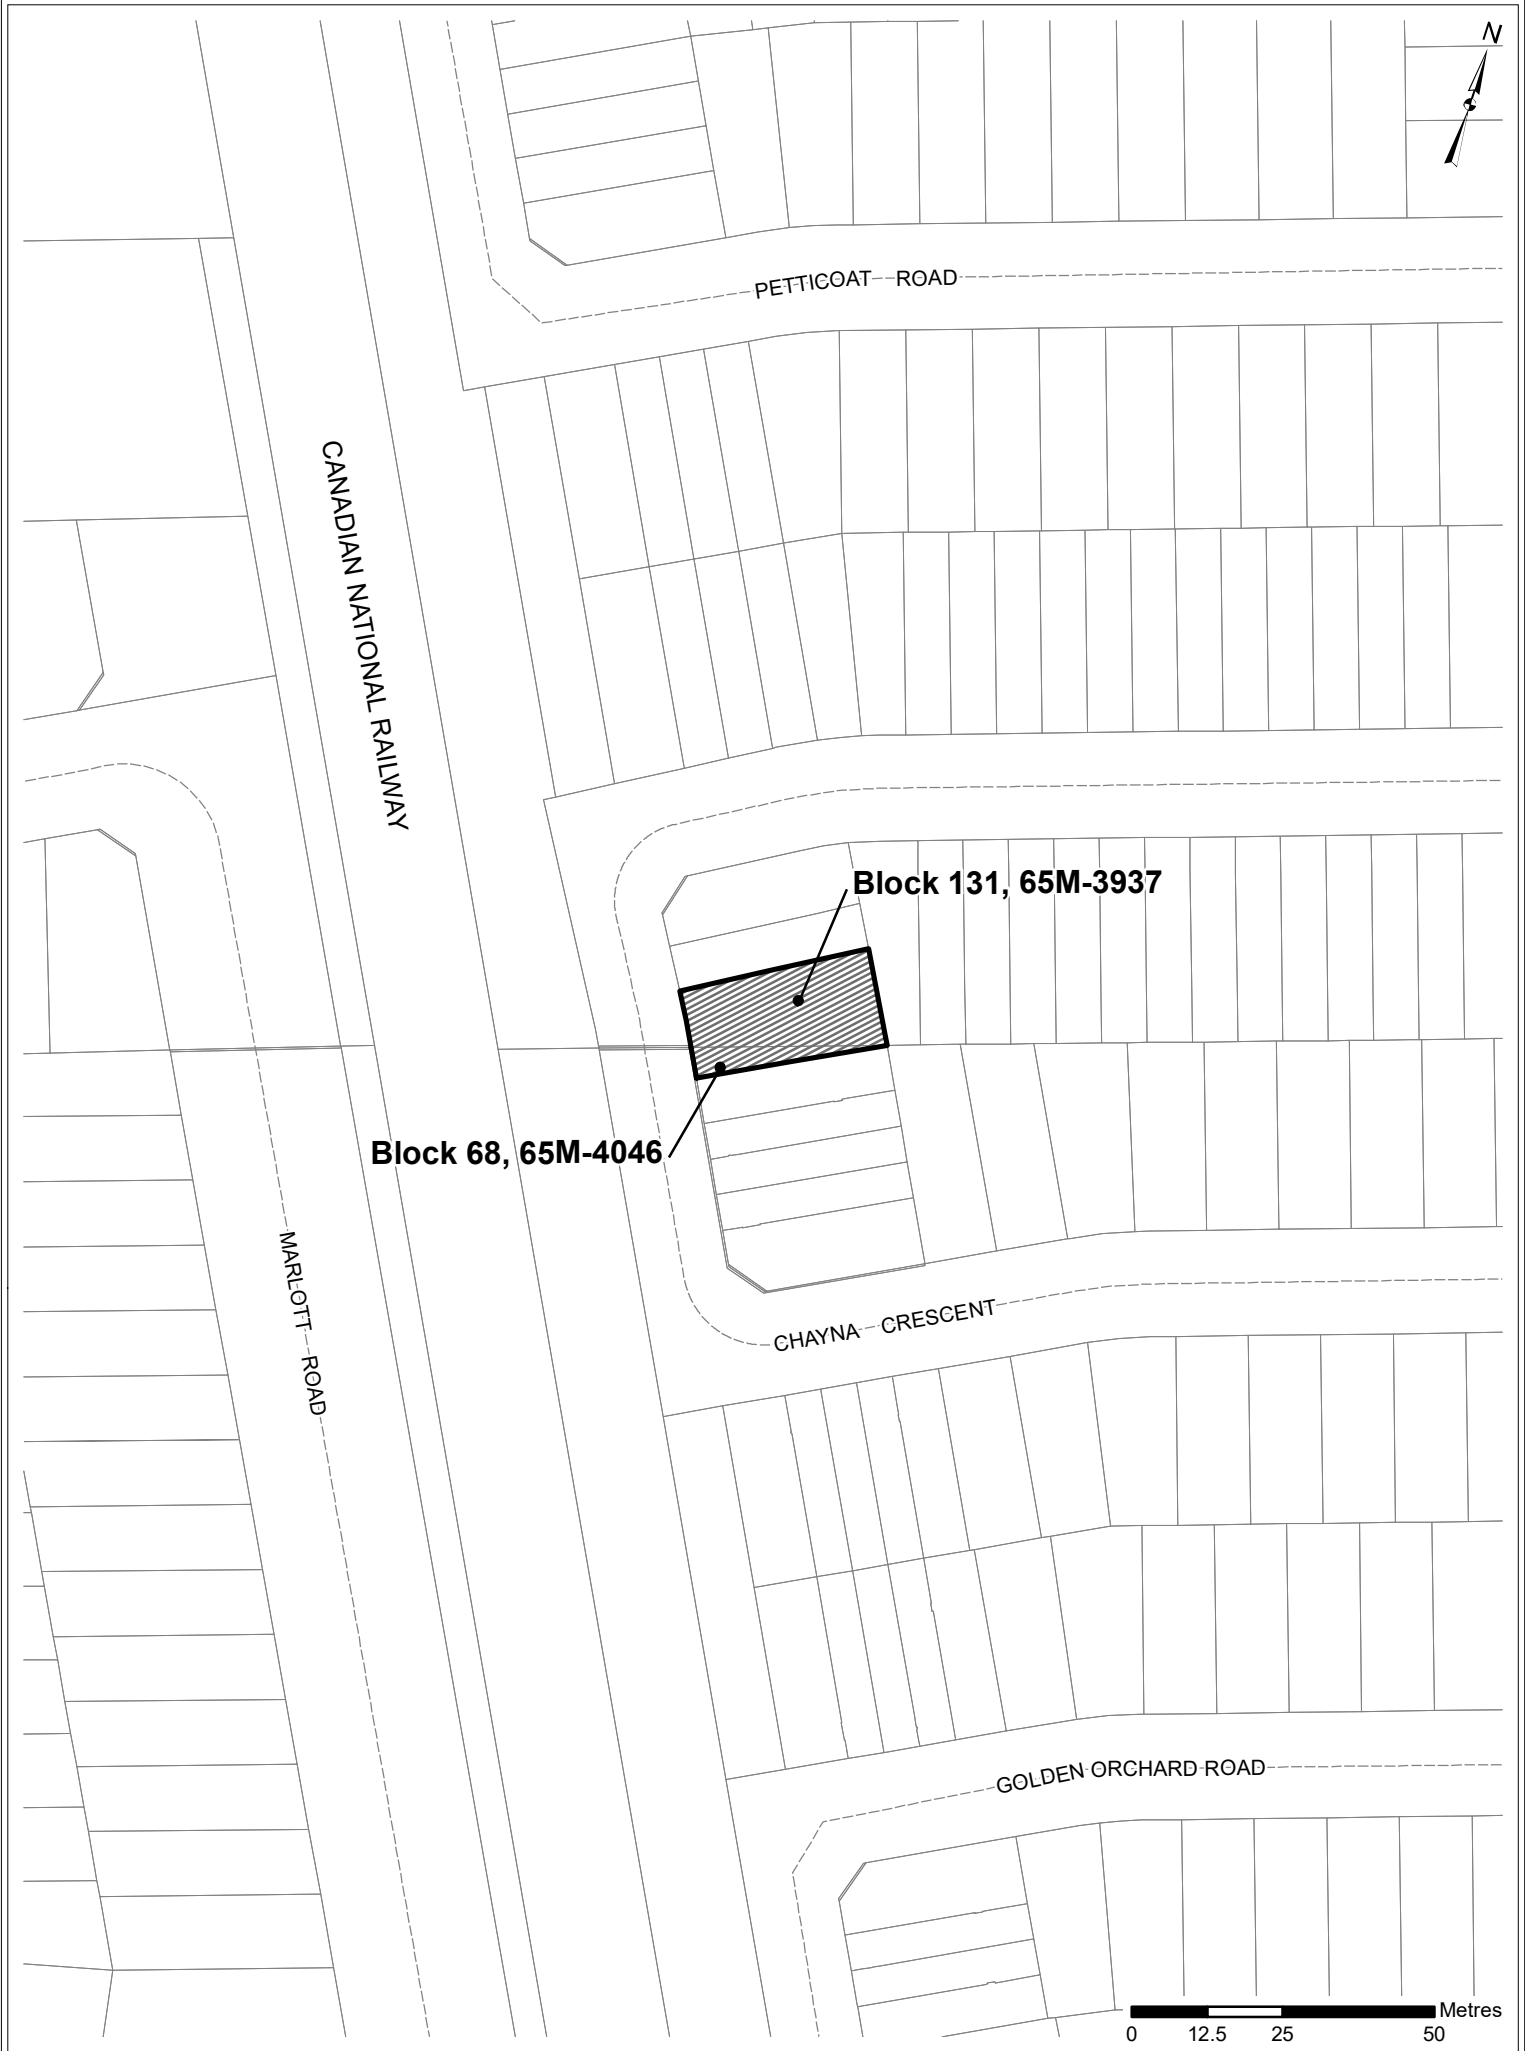 N
PETTICOAT ROAD
CANADIAN NATIONAL RAILWAY
Block 131, 65M-3937
Block 68, 65M-4046
MARLOTT ROAD
CHAYNA CRESCENT
GOLDEN ORCHARD ROAD
Metres
0 12.5 25 50